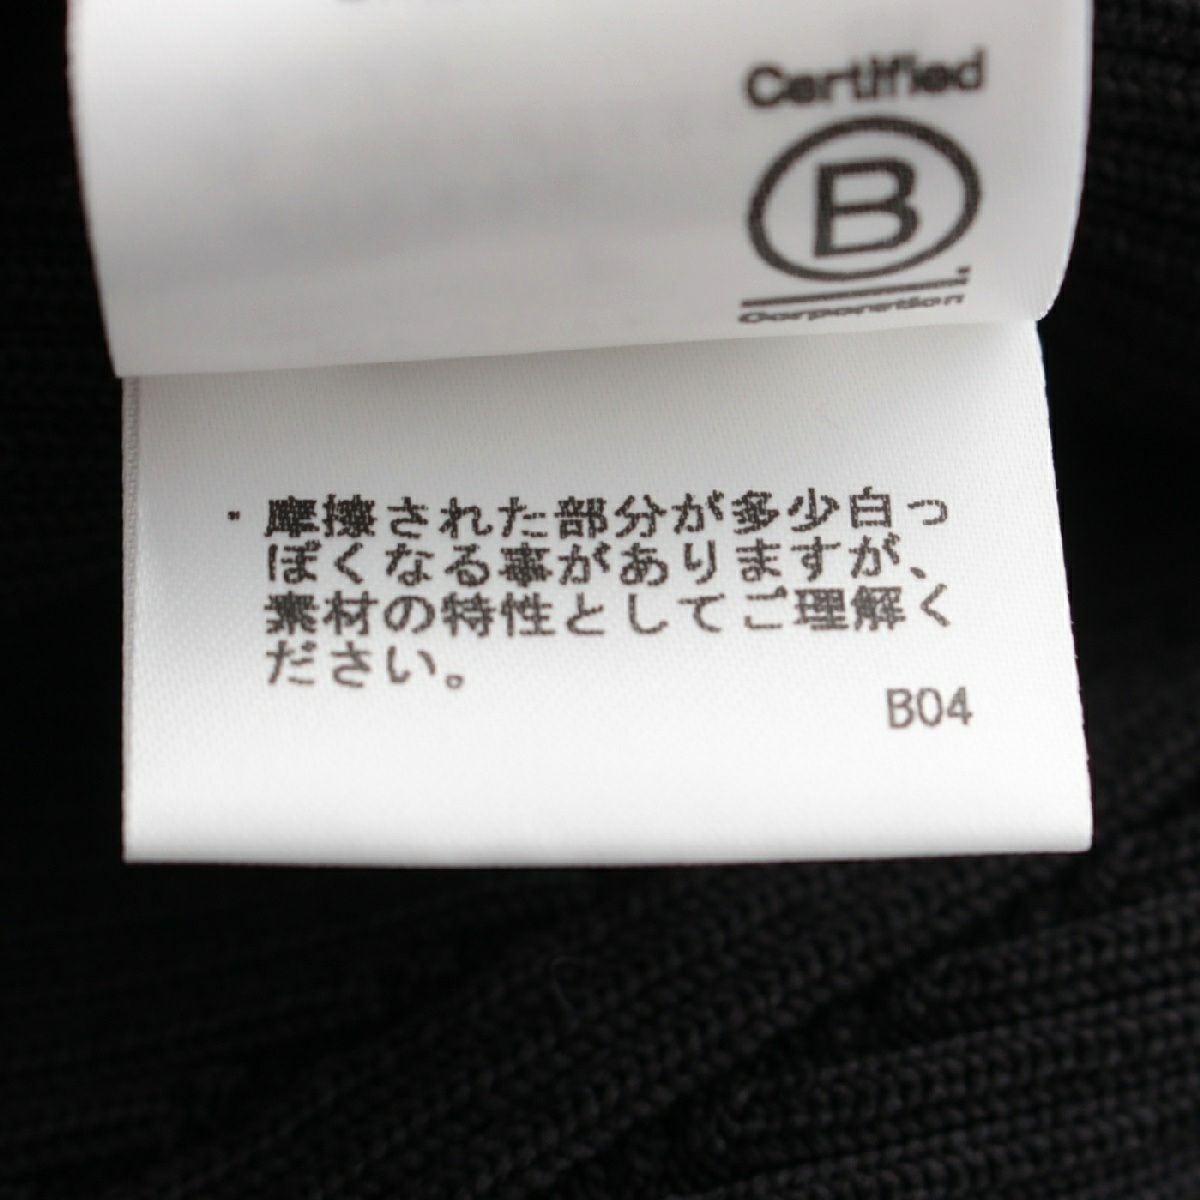 Certified
B
Corporation
・摩擦された部分が多少白っ
ぽくなる事がありますが、
素材の特性としてご理解く
ださい。
B04